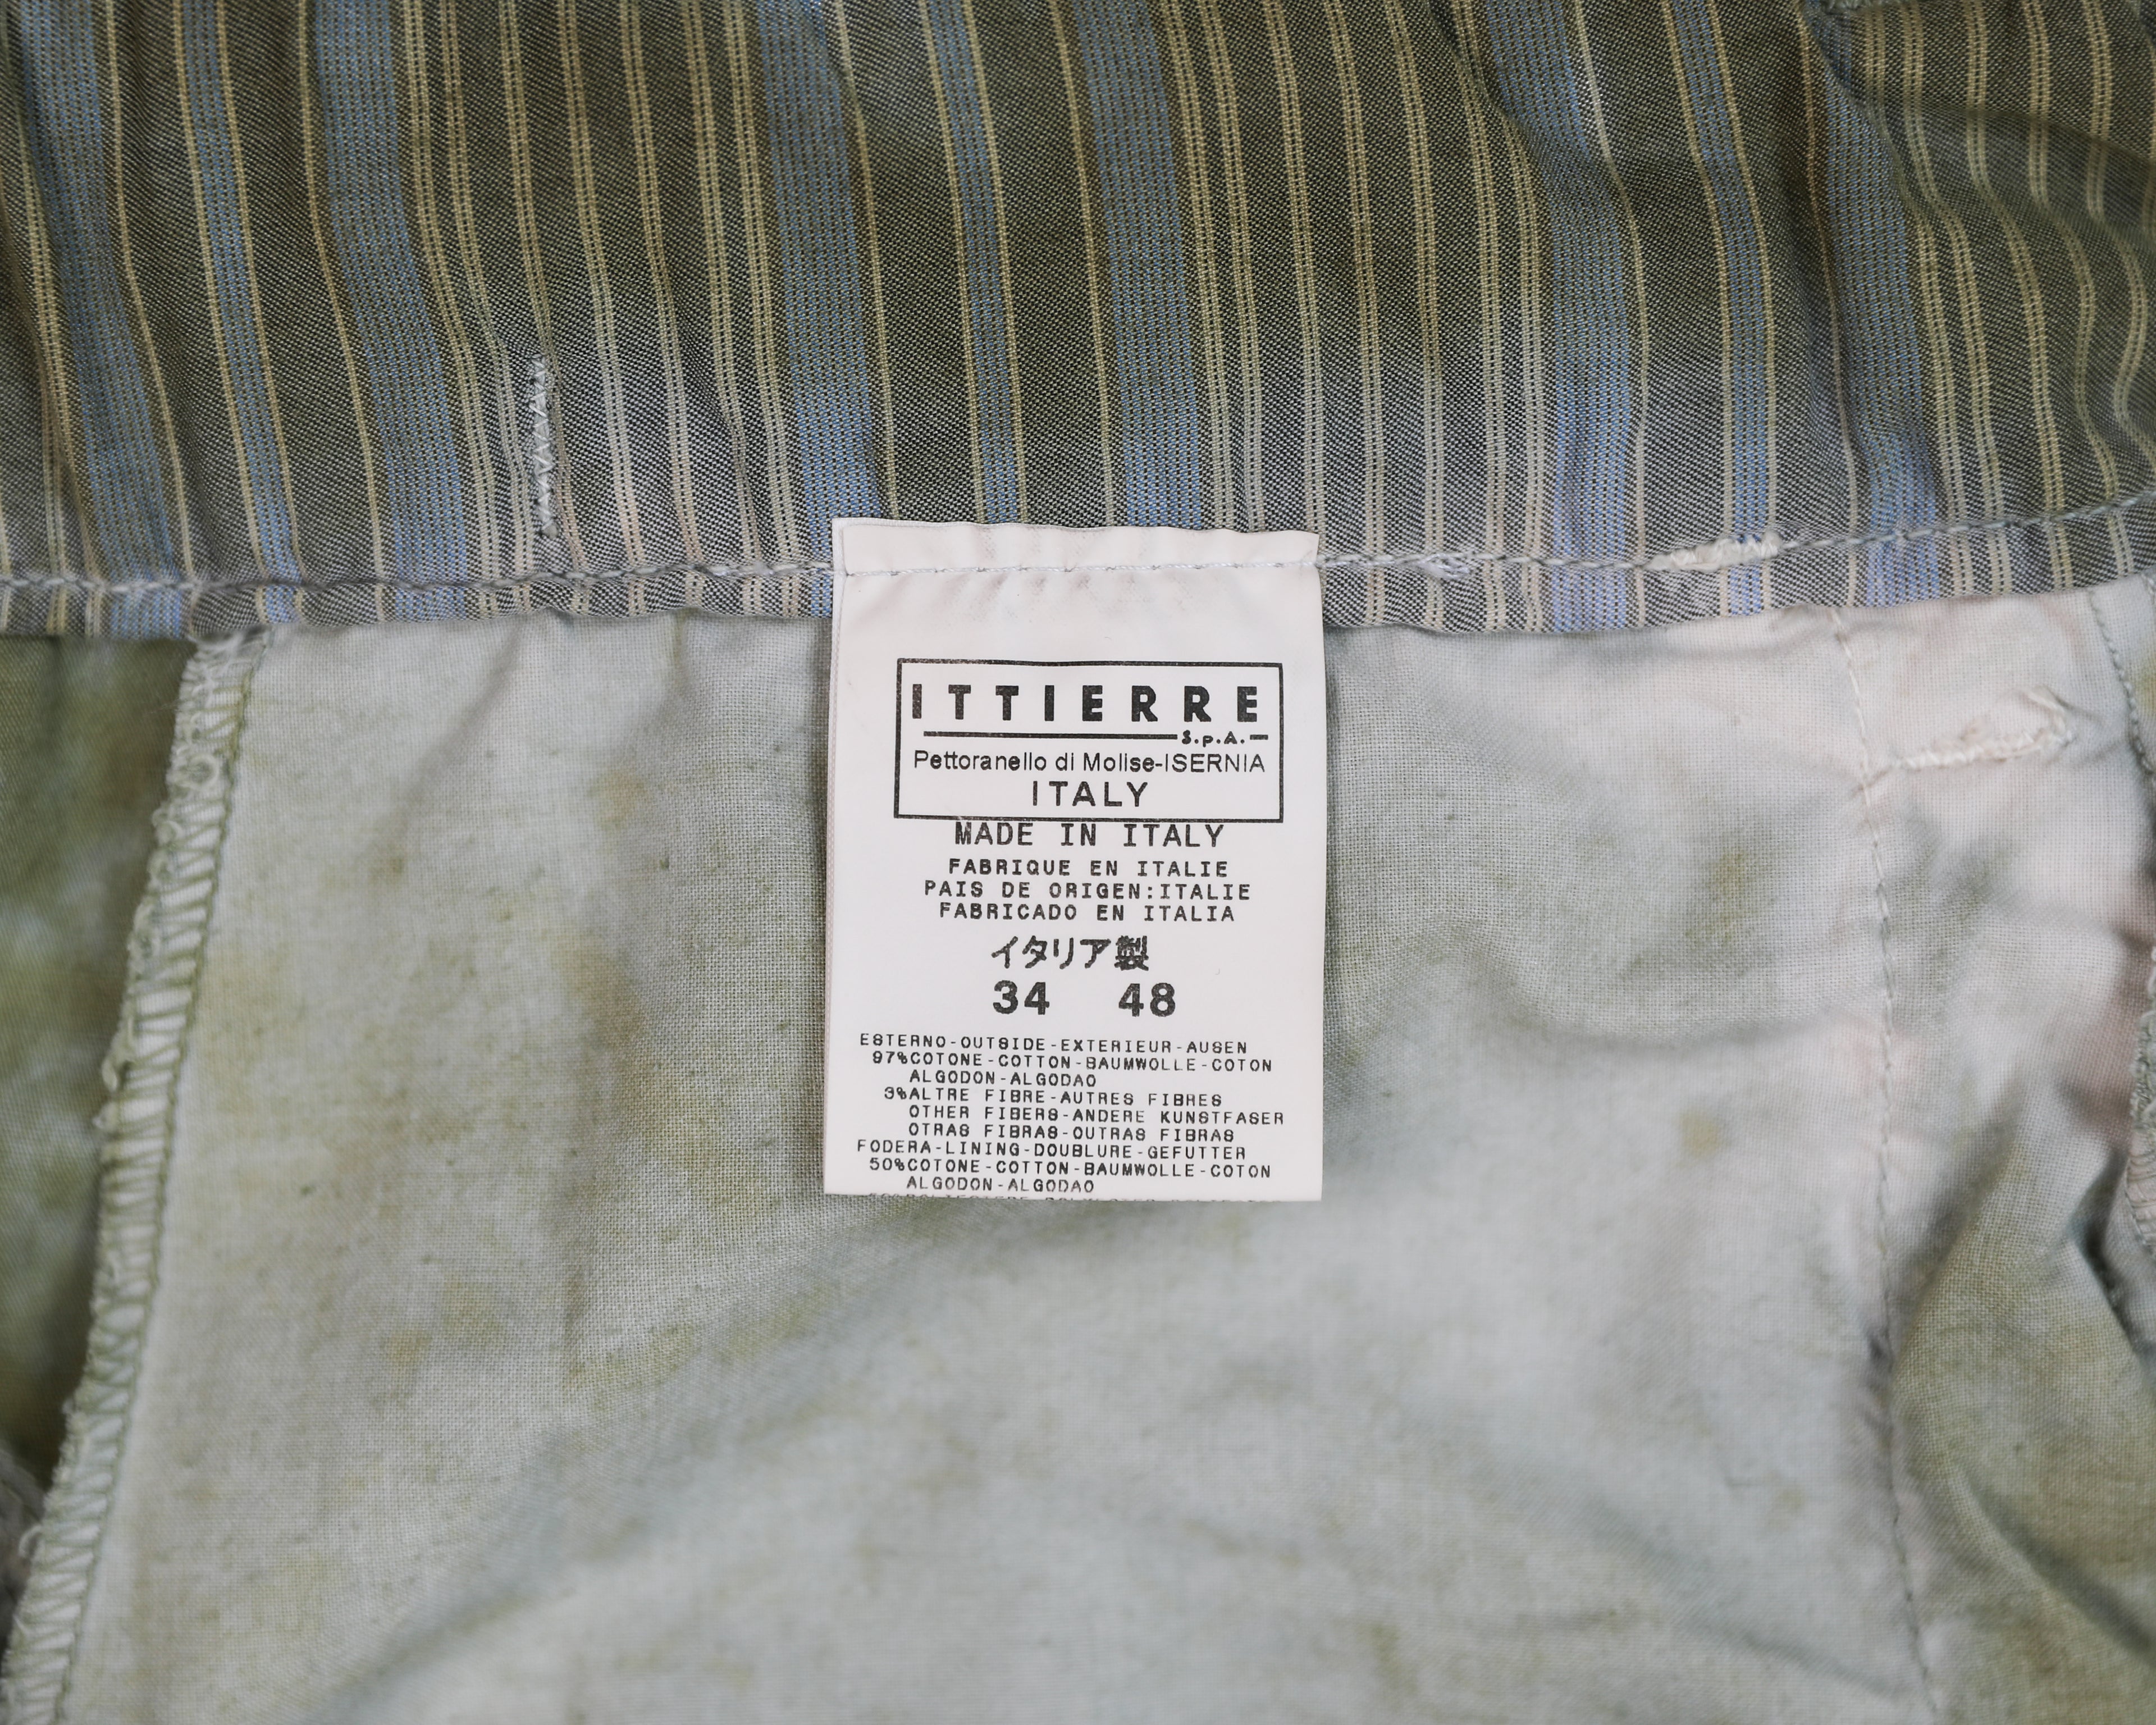 ITTIERRE
S.p.A.
Pettoranello di Molise-ISERNIA
ITALY
MADE IN ITALY
FABRIQUE EN ITALIE
PAIS DE ORIGEN:ITALIE
FABRICADO EN ITALIA
イタリア製
34 48
ESTERNO-OUTSIDE-EXTERIEUR-AUSEN
97%COTONE-COTTON-BAUMWOLLE-COTON
ALGODON-ALGODAO
3%ALTRE FIBRE-AUTRES FIBRES
OTHER FIBERS-ANDERE KUNSTFASER
OTRAS FIBRAS-OUTRAS FIBRAS
FODERA-LINING-DOUBLURE-GEFUTTER
50%COTONE-COTTON-BAUMWOLLE-COTON
ALGODON-ALGODAO